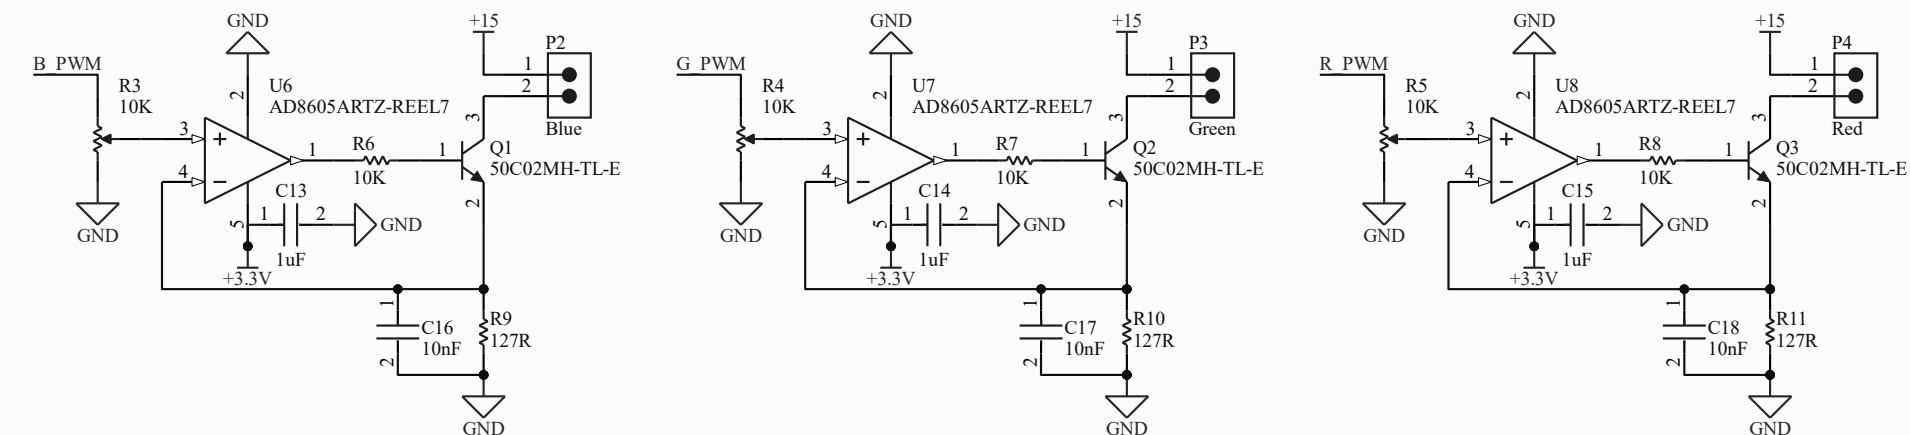 GND
+15
P2
B_PWM
R3
10K
2
U6
AD8605ARTZ-REEL7
1
2
3
Blue
3
+
4
−
1
R6
10K
1
Q1
50C02MH-TL-E
2
C13
5
1
2
GND
1uF
+3.3V
GND
1
C16
10nF
2
R9
127R
GND
GND
+15
P3
G_PWM
R4
10K
2
U7
AD8605ARTZ-REEL7
1
2
3
Green
3
+
4
−
1
R7
10K
1
Q2
50C02MH-TL-E
2
C14
5
1
2
GND
1uF
+3.3V
GND
1
C17
10nF
2
R10
127R
GND
GND
+15
P4
R_PWM
R5
10K
2
U8
AD8605ARTZ-REEL7
1
2
3
Red
3
+
4
−
1
R8
10K
1
Q3
50C02MH-TL-E
2
C15
5
1
2
GND
1uF
+3.3V
GND
1
C18
10nF
2
R11
127R
GND